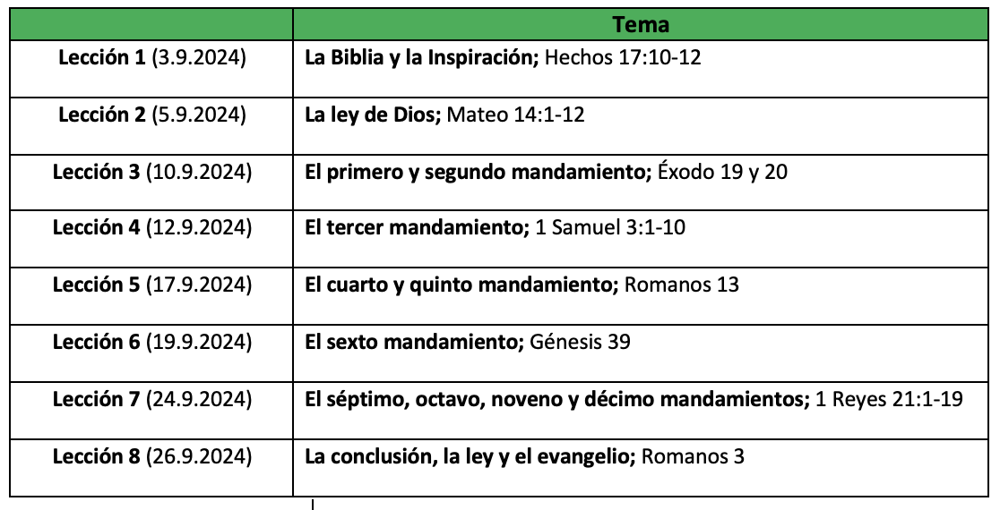 Tema
Lección 1 (3.9.2024) La Biblia y la Inspiración; Hechos 17:10-12
Lección 2 (5.9.2024) La ley de Dios; Mateo 14:1-12
Lección 3 (10.9.2024) El primero y segundo mandamiento; Éxodo 19 y 20
Lección 4 (12.9.2024) El tercer mandamiento; 1 Samuel 3:1-10
Lección 5 (17.9.2024) El cuarto y quinto mandamiento; Romanos 13
Lección 6 (19.9.2024) El sexto mandamiento; Génesis 39
Lección 7 (24.9.2024) El séptimo, octavo, noveno y décimo mandamientos; 1 Reyes 21:1-19
Lección 8 (26.9.2024) La conclusión, la ley y el evangelio; Romanos 3